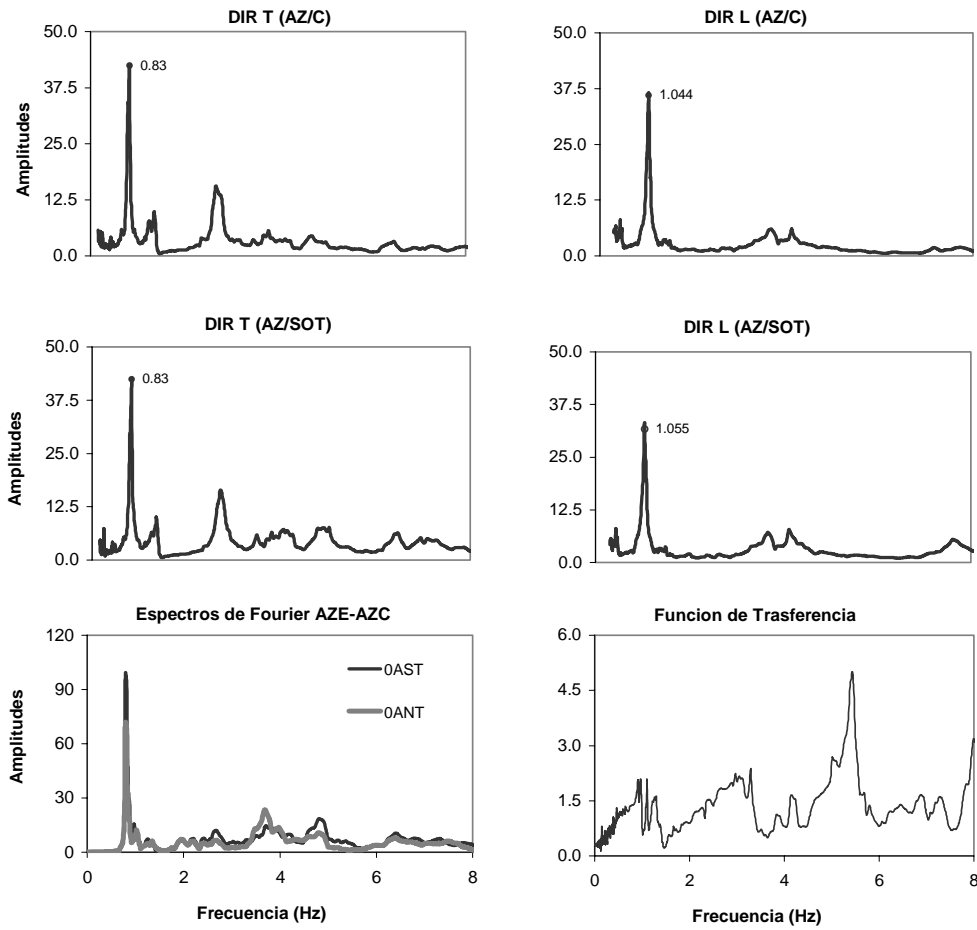 DIR T (AZ/C)
50.0
37.5
25.0
12.5
0.0
Amplitudes
0.83
DIR L (AZ/C)
50.0
37.5
25.0
12.5
0.0
1.044
DIR T (AZ/SOT)
50.0
37.5
25.0
12.5
0.0
Amplitudes
0.83
DIR L (AZ/SOT)
50.0
37.5
25.0
12.5
0.0
1.055
Espectros de Fourier AZE-AZC
120
90
60
30
0
Amplitudes
0AST
0ANT
0 2 4 6 8
Frecuencia (Hz)
Funcion de Trasferencia
6.0
4.5
3.0
1.5
0.0
0 2 4 6 8
Frecuencia (Hz)